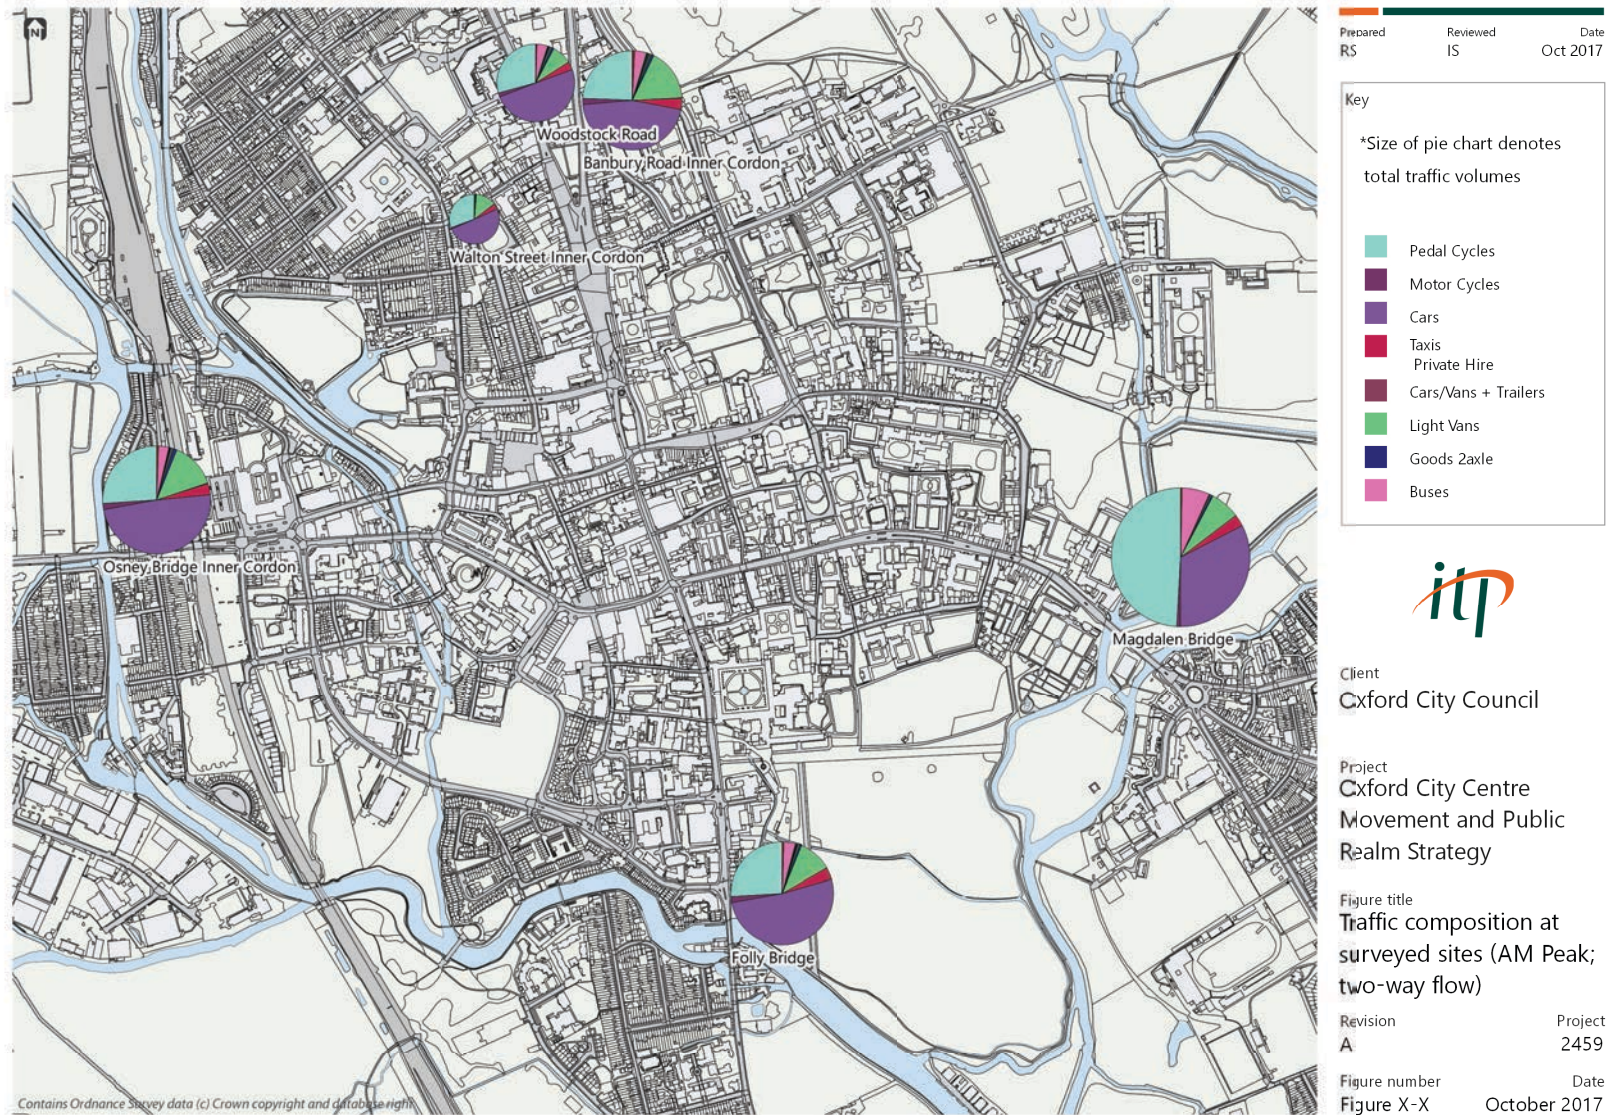 N
Woodstock Road
Banbury Road Inner Cordon
Walton Street Inner Cordon
Osney Bridge Inner Cordon
Magdalen Bridge
Folly Bridge
Contains Ordnance Survey data (c) Crown copyright and database right
Prepared Reviewed Date
RS IS Oct 2017
Key
*Size of pie chart denotes
total traffic volumes
Pedal Cycles
Motor Cycles
Cars
Taxis
Private Hire
Cars/Vans + Trailers
Light Vans
Goods 2axle
Buses
itp
Client
Oxford City Council
Project
Oxford City Centre
Movement and Public
Realm Strategy
Figure title
Traffic composition at
surveyed sites (AM Peak;
two-way flow)
Revision Project
A 2459
Figure number Date
Figure X-X October 2017